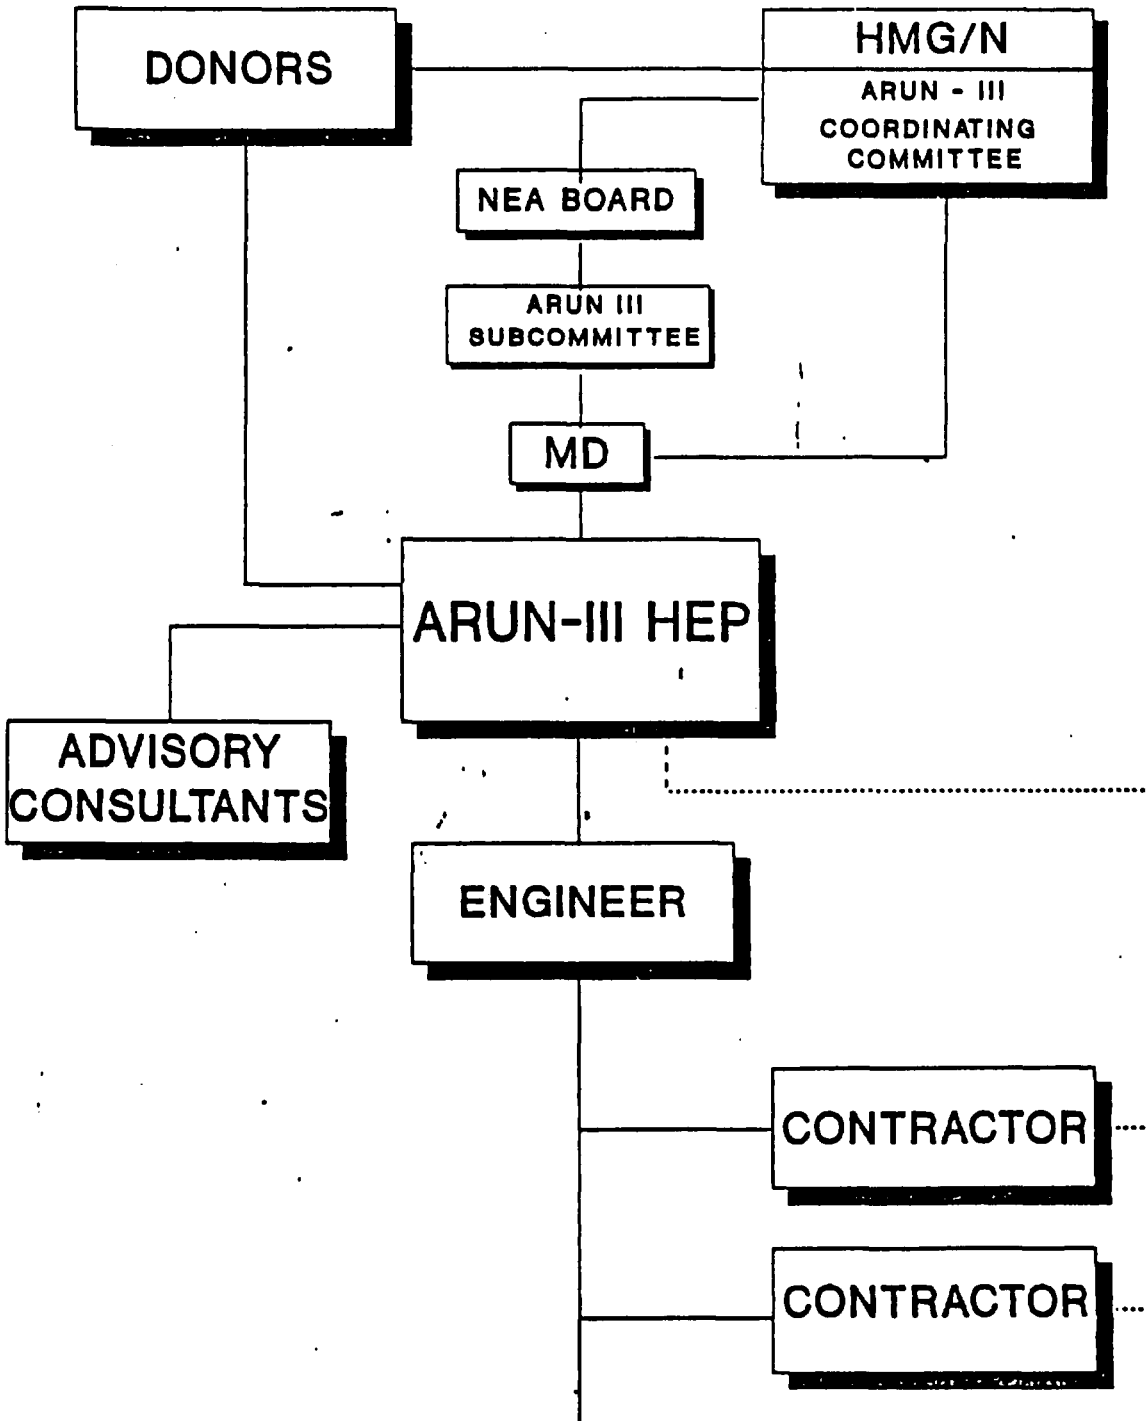 DONORS
HMG/N
ARUN - III
COORDINATING
COMMITTEE
NEA BOARD
ARUN III
SUBCOMMITTEE
MD
ARUN-III HEP
ADVISORY
CONSULTANTS
ENGINEER
CONTRACTOR
CONTRACTOR